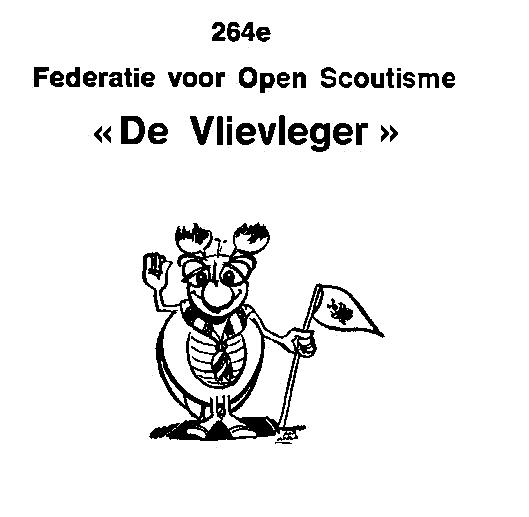 264e
Federatie voor Open Scoutisme
«De Vlievleger»